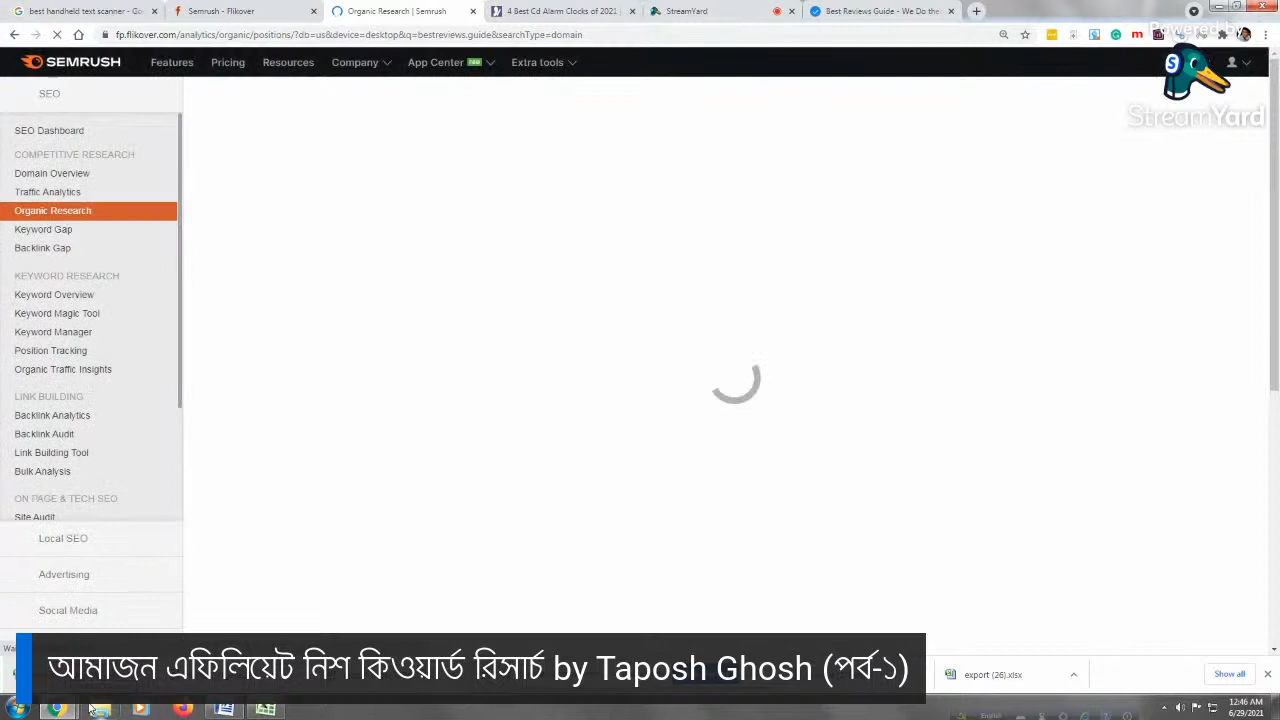 best handheld text scanner - Go
Semrush - Flikover
Organic Research | Semrush
4 Best Cd Alarm Clocks of 2021 |
StreamYard
Best Reviews Guide - We Do the
fp.flikover.com/analytics/organic/positions/?db=us&device=desktop&q=bestreviews.guide&searchType=domain
Powered by
StreamYard
SEMRUSH
Features
Pricing
Resources
Company
App Center
new
Extra tools
SEO
SEO Dashboard
COMPETITIVE RESEARCH
Domain Overview
Traffic Analytics
Organic Research
Keyword Gap
Backlink Gap
KEYWORD RESEARCH
Keyword Overview
Keyword Magic Tool
Keyword Manager
Position Tracking
Organic Traffic Insights
LINK BUILDING
Backlink Analytics
Backlink Audit
Link Building Tool
Bulk Analysis
ON PAGE & TECH SEO
Site Audit
Local SEO
Advertising
Social Media
আমাজন এফিলিয়েট নিশ কিওয়ার্ড রিসার্চ by Taposh Ghosh (পর্ব-১)
export (26).xlsx
Show all
English
12:46 AM
6/29/2021